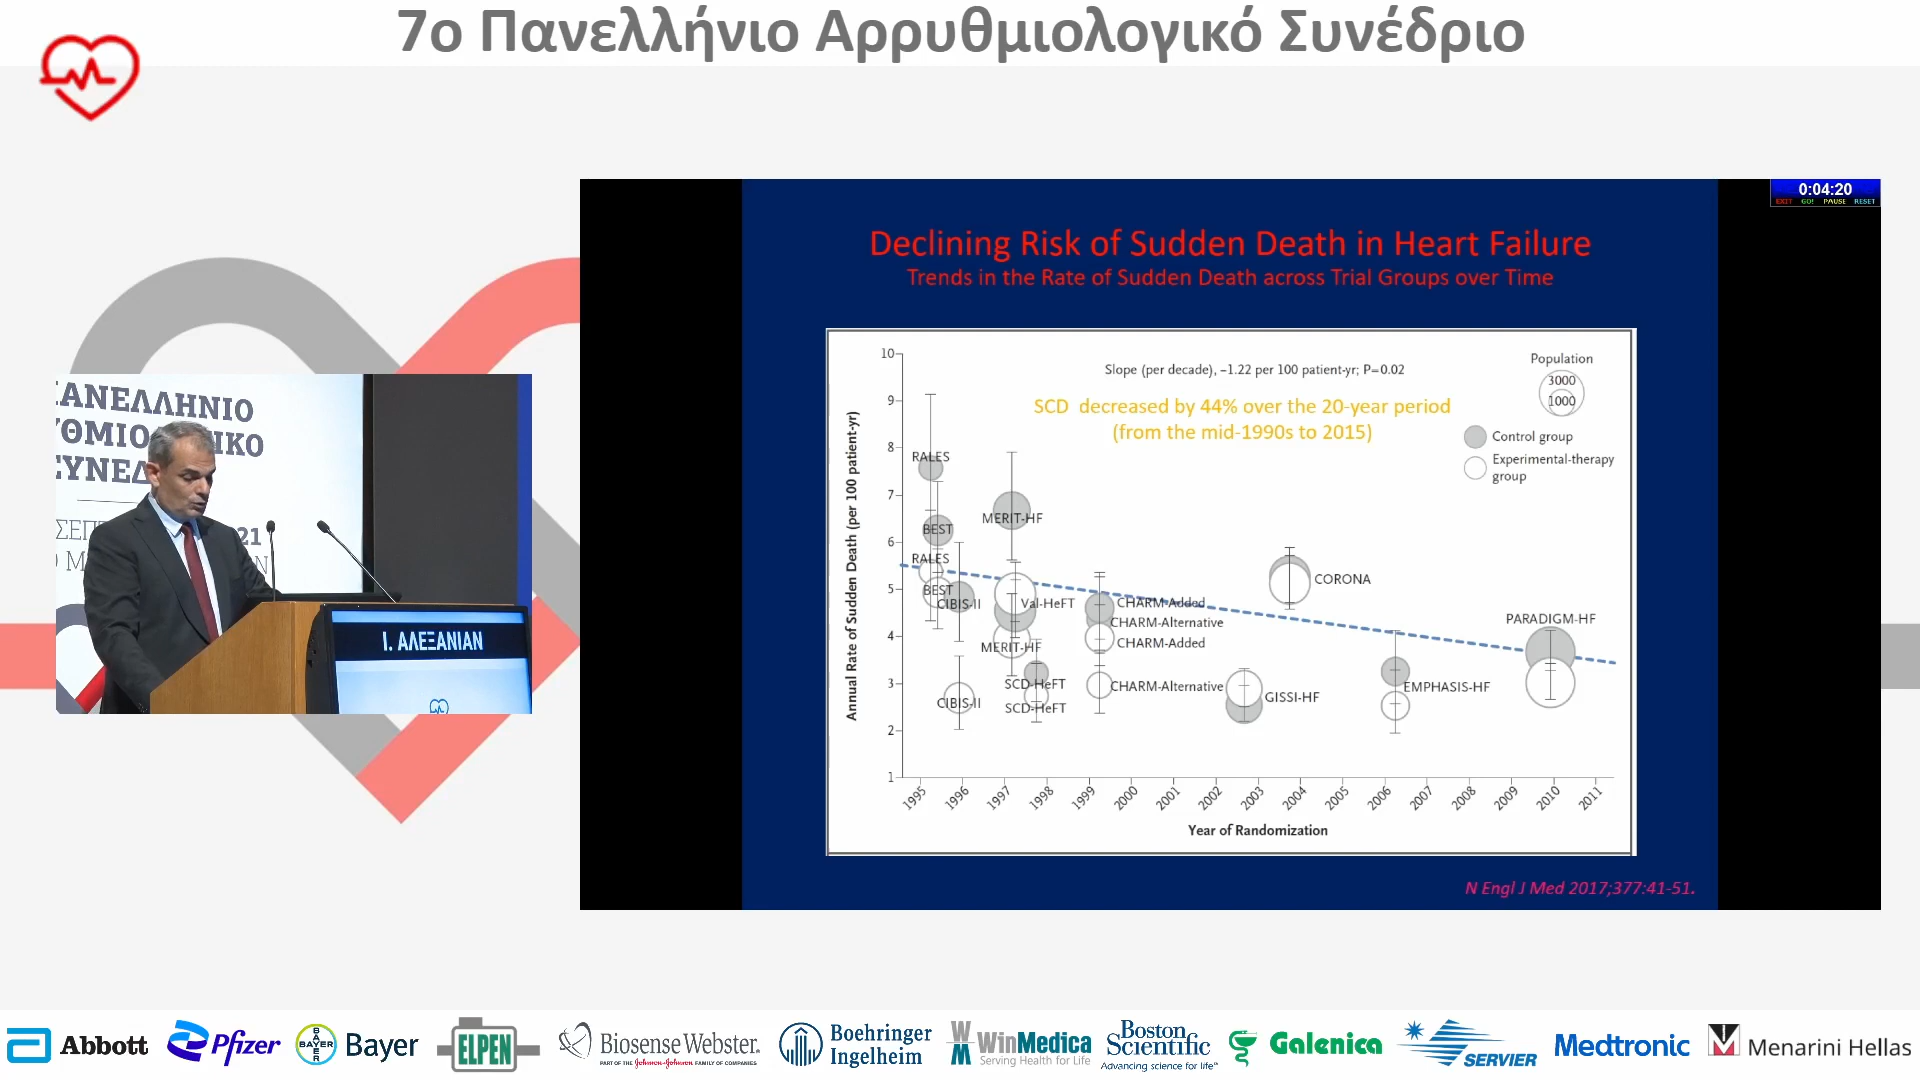 7ο Πανελλήνιο Αρρυθμιολογικό Συνέδριο
ΑΝΕΛΛΗΝΙΟ
ΣΥΝΕΔ
21
Ι. ΑΛΕΞΑΝΙΑΝ
0:04:20
EXIT GO! PAUSE RESET
Declining Risk of Sudden Death in Heart Failure
Trends in the Rate of Sudden Death across Trial Groups over Time
Slope (per decade), –1.22 per 100 patient-yr; P=0.02
SCD decreased by 44% over the 20-year period
(from the mid-1990s to 2015)
Population
3000
1000
Control group
Experimental-therapy
group
Annual Rate of Sudden Death (per 100 patient-yr)
10
9
8
7
6
5
4
3
2
1
RALES
MERIT-HF
BEST
RALES
BEST
CIBIS-II
Val-HeFT
CHARM-Added
CHARM-Alternative
CHARM-Added
MERIT-HF
SCD-HeFT
CHARM-Alternative
CIBIS-II
SCD-HeFT
CORONA
GISSI-HF
EMPHASIS-HF
PARADIGM-HF
1995 1996 1997 1998 1999 2000 2001 2002 2003 2004 2005 2006 2007 2008 2009 2010 2011
Year of Randomization
N Engl J Med 2017;377:41-51.
Abbott
Pfizer
BAYER
BAYER
Bayer
ELPEN
Biosense Webster.
PART OF THE Johnson-Johnson FAMILY OF COMPANIES
Boehringer
Ingelheim
WinMedica
Serving Health for Life
Boston
Scientific
Advancing science for life™
Galenica
SERVIER
Medtronic
Menarini Hellas